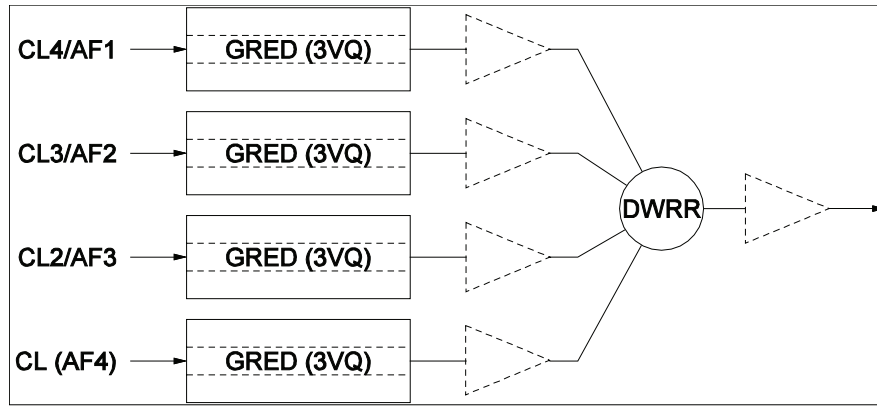 CL4/AF1
GRED (3VQ)
CL3/AF2
GRED (3VQ)
DWRR
CL2/AF3
GRED (3VQ)
CL (AF4)
GRED (3VQ)